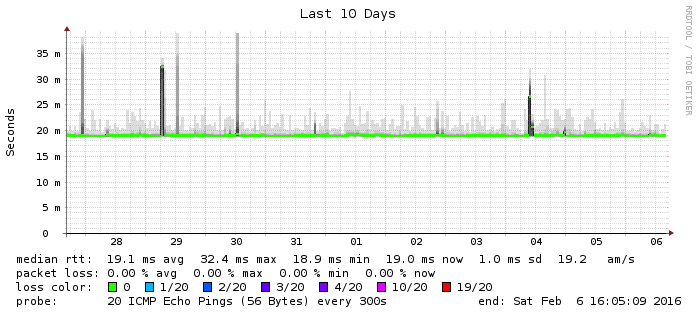 Last 10 Days
RRDTOOL / TOBI OETIKER
Seconds
35 m
30 m
25 m
20 m
15 m
10 m
5 m
0
28 29 30 31 01 02 03 04 05 06
median rtt: 19.1 ms avg 32.4 ms max 18.9 ms min 19.0 ms now 1.0 ms sd 19.2 am/s
packet loss: 0.00 % avg 0.00 % max 0.00 % min 0.00 % now
loss color: 0 1/20 2/20 3/20 4/20 10/20 19/20
probe: 20 ICMP Echo Pings (56 Bytes) every 300s end: Sat Feb 6 16:05:09 2016